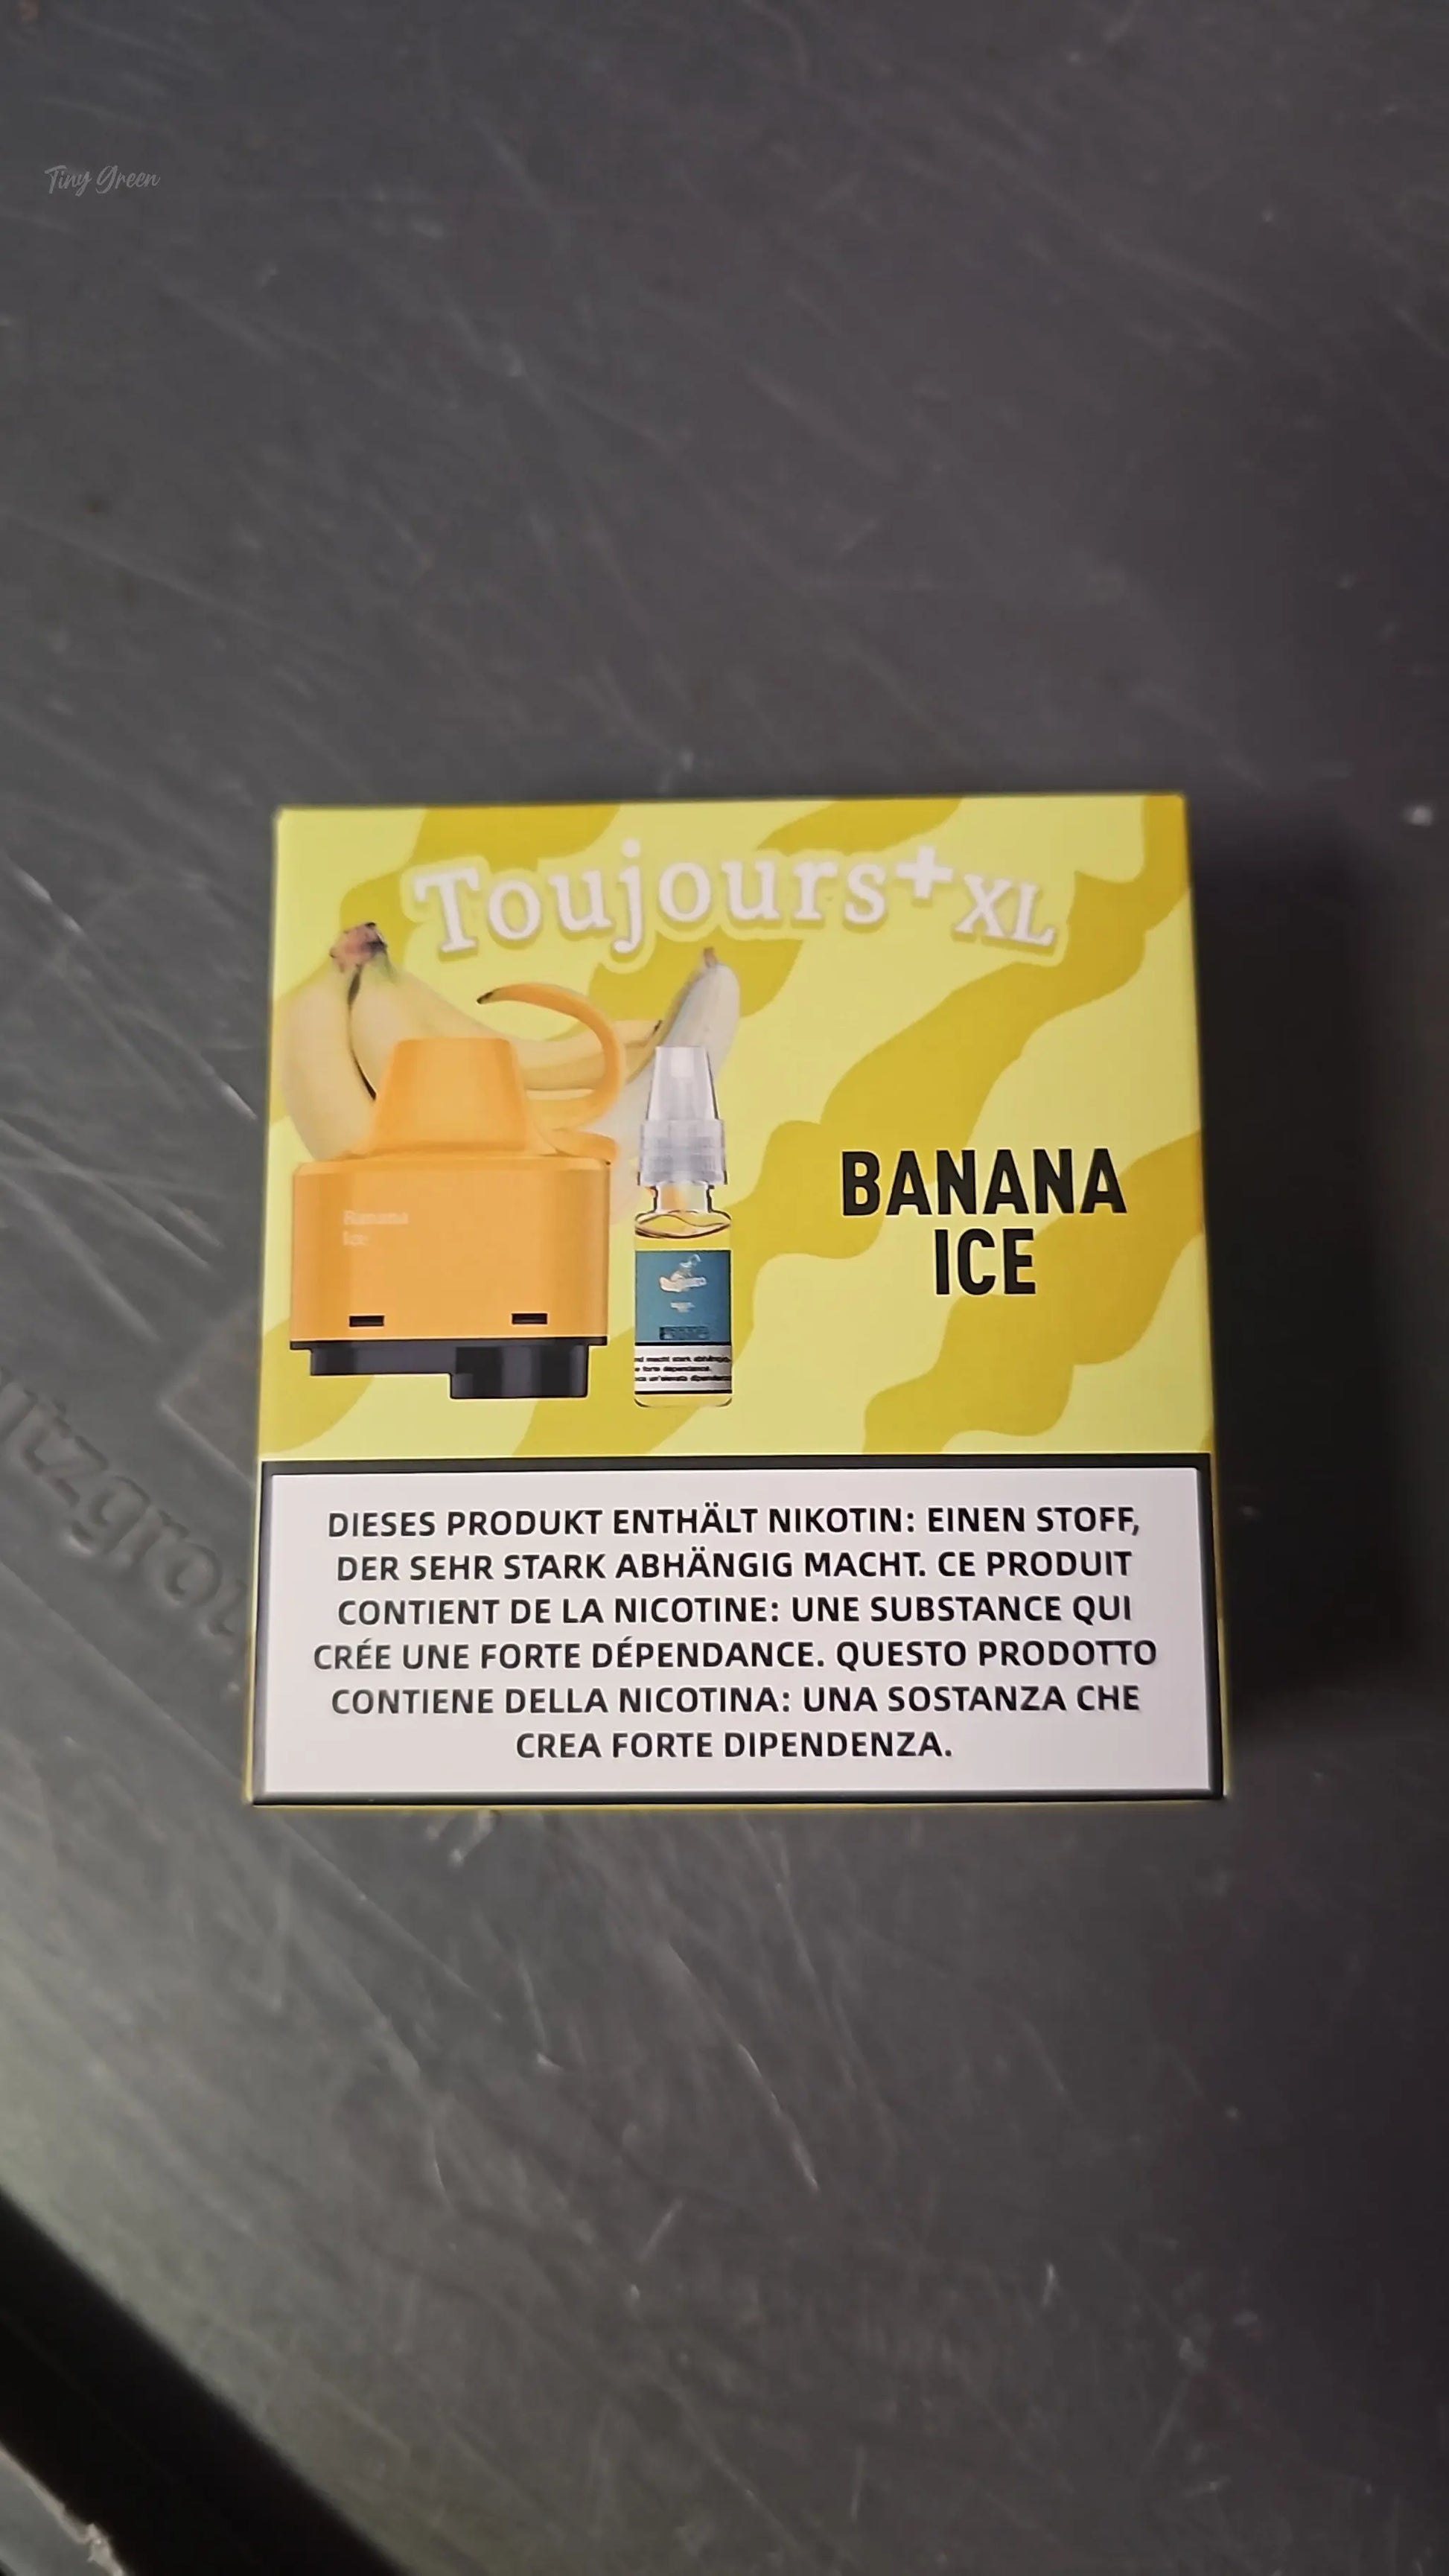 Tiny Green
Toujours+ XL
BANANA
ICE
Banana
Ice
DIESES PRODUKT ENTHÄLT NIKOTIN: EINEN STOFF,
DER SEHR STARK ABHÄNGIG MACHT. CE PRODUIT
CONTIENT DE LA NICOTINE: UNE SUBSTANCE QUI
CRÉE UNE FORTE DÉPENDANCE. QUESTO PRODOTTO
CONTIENE DELLA NICOTINA: UNA SOSTANZA CHE
CREA FORTE DIPENDENZA.